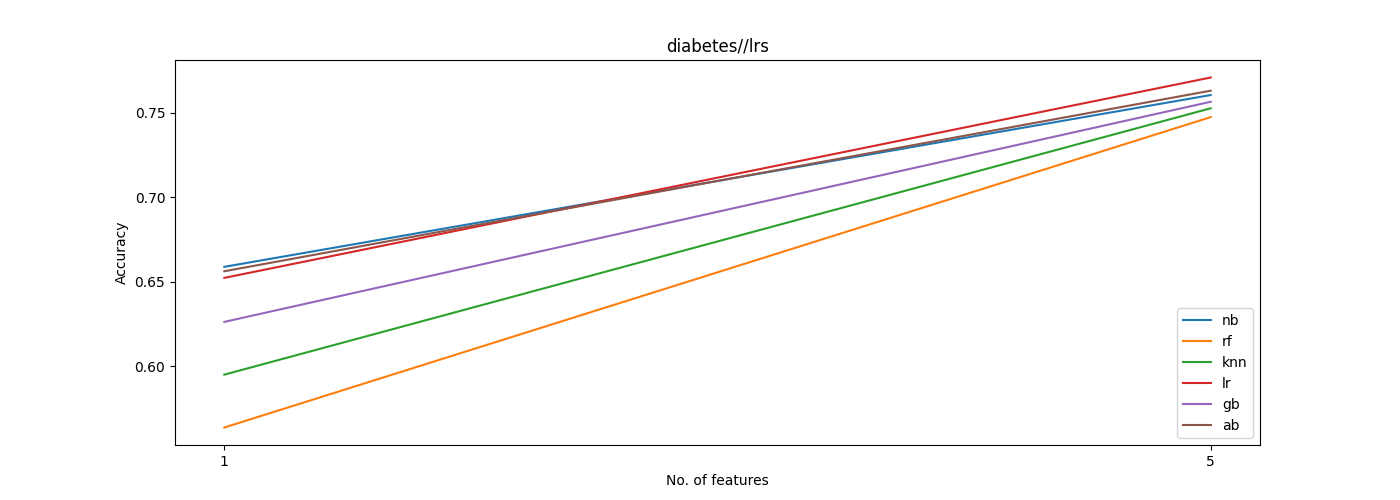 diabetes//lrs
Accuracy
0.75
0.70
0.65
0.60
1
5
No. of features
nb
rf
knn
lr
gb
ab